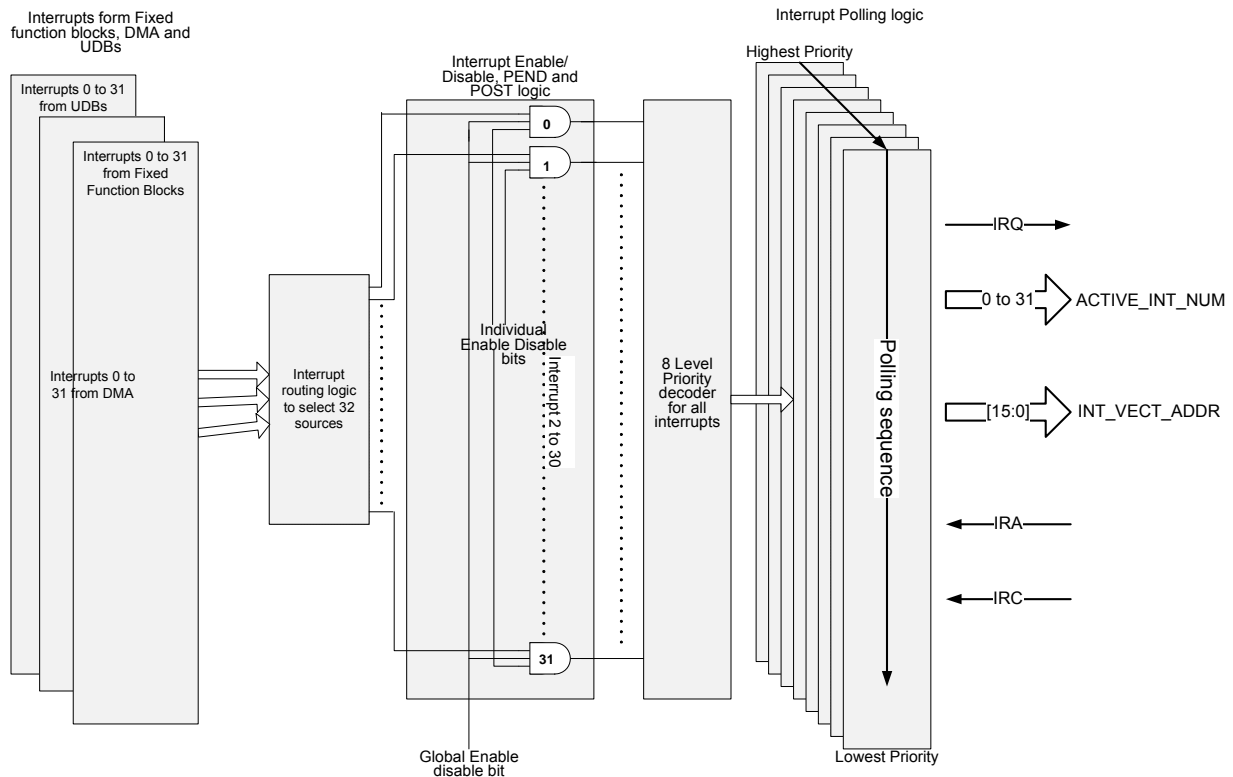 Interrupts form Fixed
function blocks, DMA and
UDBs
Interrupts 0 to 31
from UDBs
Interrupts 0 to 31
from Fixed
Function Blocks
Interrupts 0 to
31 from DMA
Interrupt
routing logic
to select 32
sources
Interrupt Enable/
Disable, PEND and
POST logic
0
1
Individual
Enable Disable
bits
Interrupt 2 to 30
31
Global Enable
disable bit
8 Level
Priority
decoder
for all
interrupts
Interrupt Polling logic
Highest Priority
Polling sequence
Lowest Priority
IRQ
0 to 31
ACTIVE_INT_NUM
[15:0]
INT_VECT_ADDR
IRA
IRC